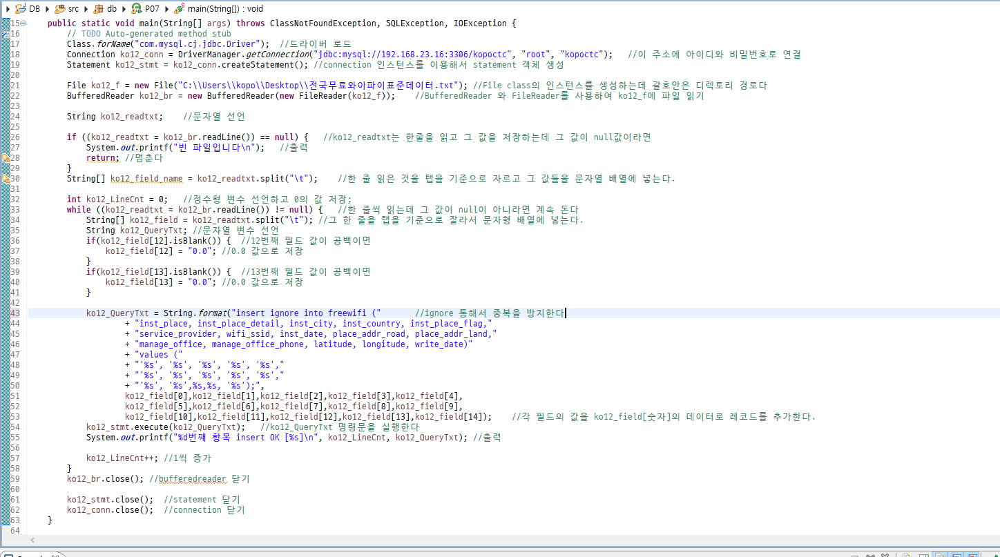 DB src db P07 main(String[]) : void
15 public static void main(String[] args) throws ClassNotFoundException, SQLException, IOException {
16 // TODO Auto-generated method stub
17 Class.forName("com.mysql.cj.jdbc.Driver"); //드라이버 로드
18 Connection ko12_conn = DriverManager.getConnection("jdbc:mysql://192.168.23.16:3306/kopoctc", "root", "kopoctc"); //이 주소에 아이디와 비밀번호로 연결
19 Statement ko12_stmt = ko12_conn.createStatement(); //connection 인스턴스를 이용해서 statement 객체 생성
20
21 File ko12_f = new File("C:\\Users\\kopo\\Desktop\\전국무료와이파이표준데이터.txt"); //File class의 인스턴스를 생성하는데 괄호안은 디렉토리 경로다
22 BufferedReader ko12_br = new BufferedReader(new FileReader(ko12_f)); //BufferedReader 와 FileReader를 사용하여 ko12_f에 파일 읽기
23
24 String ko12_readtxt; //문자열 선언
25
26 if ((ko12_readtxt = ko12_br.readLine()) == null) { //ko12_readtxt는 한줄을 읽고 그 값을 저장하는데 그 값이 null값이라면
27 System.out.printf("빈 파일입니다\n"); //출력
28 return; //멈춘다
29 }
30 String[] ko12_field_name = ko12_readtxt.split("\t"); //한 줄 읽은 것을 탭을 기준으로 자르고 그 값들을 문자열 배열에 넣는다.
31
32 int ko12_LineCnt = 0; //정수형 변수 선언하고 0의 값 저장;
33 while ((ko12_readtxt = ko12_br.readLine()) != null) { //한 줄씩 읽는데 그 값이 null이 아니라면 계속 돈다
34 String[] ko12_field = ko12_readtxt.split("\t"); //그 한 줄을 탭을 기준으로 잘라서 문자형 배열에 넣는다.
35 String ko12_QueryTxt; //문자열 변수 선언
36 if(ko12_field[12].isBlank()) { //12번째 필드 값이 공백이면
37 ko12_field[12] = "0.0"; //0.0 값으로 저장
38 }
39 if(ko12_field[13].isBlank()) { //13번째 필드 값이 공백이면
40 ko12_field[13] = "0.0"; //0.0 값으로 저장
41 }
42
43 ko12_QueryTxt = String.format("insert ignore into freewifi (" //ignore 통해서 중복을 방지한다
44 + "inst_place, inst_place_detail, inst_city, inst_country, inst_place_flag,"
45 + "service_provider, wifi_ssid, inst_date, place_addr_road, place_addr_land,"
46 + "manage_office, manage_office_phone, latitude, longitude, write_date)"
47 + "values ("
48 + "'%s', '%s', '%s', '%s', '%s',"
49 + "'%s', '%s', '%s', '%s', '%s',"
50 + "'%s', '%s',%s,%s, '%s');",
51 ko12_field[0],ko12_field[1],ko12_field[2],ko12_field[3],ko12_field[4],
52 ko12_field[5],ko12_field[6],ko12_field[7],ko12_field[8],ko12_field[9],
53 ko12_field[10],ko12_field[11],ko12_field[12],ko12_field[13],ko12_field[14]); //각 필드의 값을 ko12_field[숫자]의 데이터로 레코드를 추가한다.
54 ko12_stmt.execute(ko12_QueryTxt); //ko12_QueryTxt 명령문을 실행한다
55 System.out.printf("%d번째 항목 insert OK [%s]\n", ko12_LineCnt, ko12_QueryTxt); //출력
56
57 ko12_LineCnt++; //1씩 증가
58 }
59 ko12_br.close(); //bufferedreader 닫기
60
61 ko12_stmt.close(); //statement 닫기
62 ko12_conn.close(); //connection 닫기
63 }
64